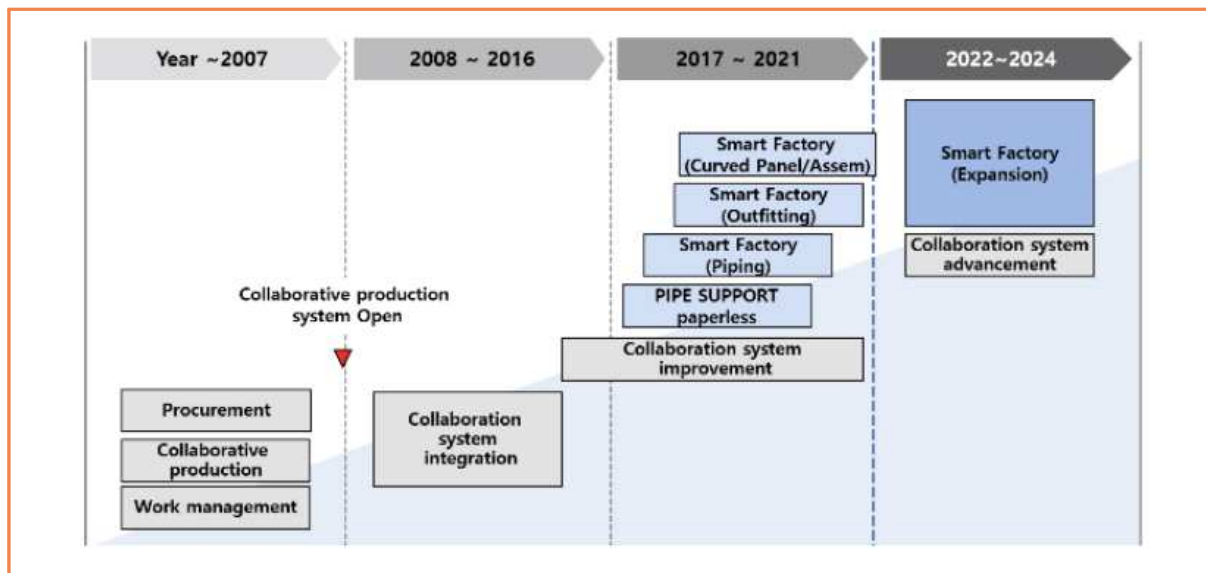 Year ~2007
2008 ~ 2016
2017 ~ 2021
2022~2024
Collaborative production
system Open
Procurement
Collaborative
production
Work management
Collaboration
system
integration
Smart Factory
(Curved Panel/Assem)
Smart Factory
(Outfitting)
Smart Factory
(Piping)
PIPE SUPPORT
paperless
Collaboration system
improvement
Smart Factory
(Expansion)
Collaboration system
advancement